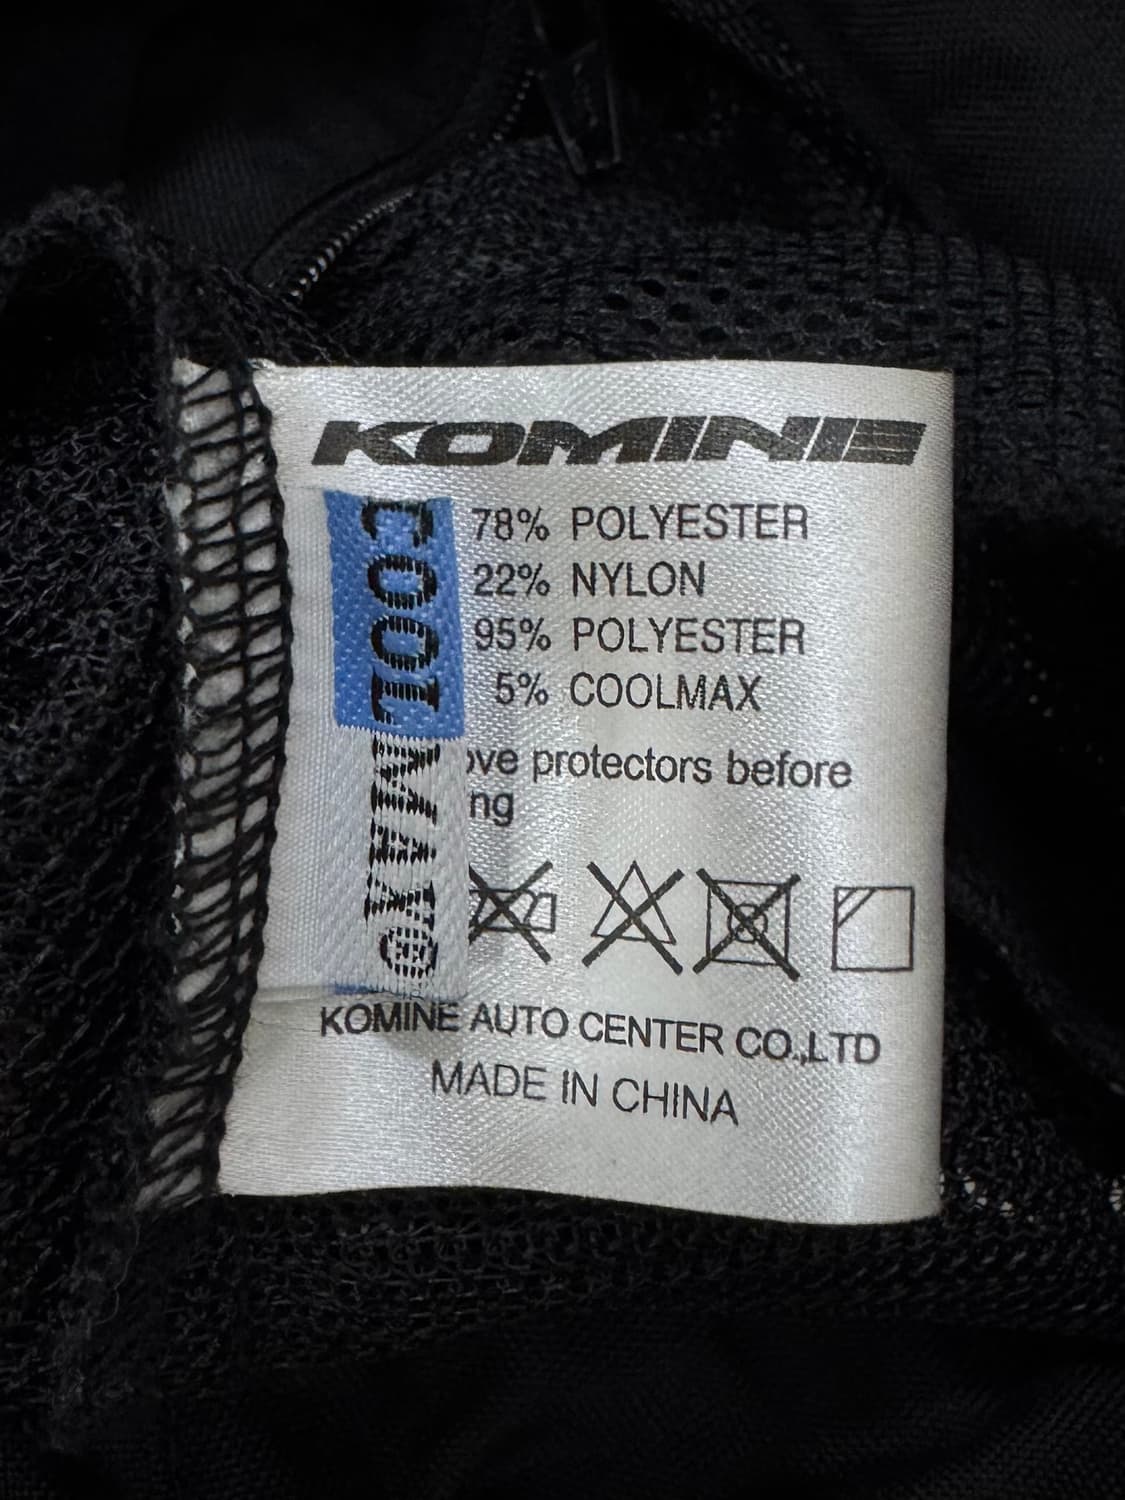 KOMINE
COOLMAX®
78% POLYESTER
22% NYLON
95% POLYESTER
5% COOLMAX
protectors before
KOMINE AUTO CENTER CO.,LTD
MADE IN CHINA